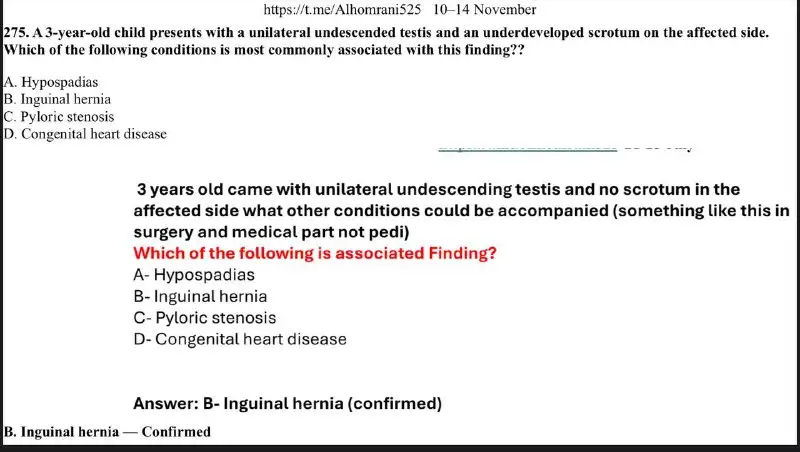 https://t.me/Alhomrani525 10–14 November
275. A 3-year-old child presents with a unilateral undescended testis and an underdeveloped scrotum on the affected side.
Which of the following conditions is most commonly associated with this finding??
A. Hypospadias
B. Inguinal hernia
C. Pyloric stenosis
D. Congenital heart disease
3 years old came with unilateral undescending testis and no scrotum in the
affected side what other conditions could be accompanied (something like this in
surgery and medical part not pedi)
Which of the following is associated Finding?
A- Hypospadias
B- Inguinal hernia
C- Pyloric stenosis
D- Congenital heart disease
Answer: B- Inguinal hernia (confirmed)
B. Inguinal hernia — Confirmed